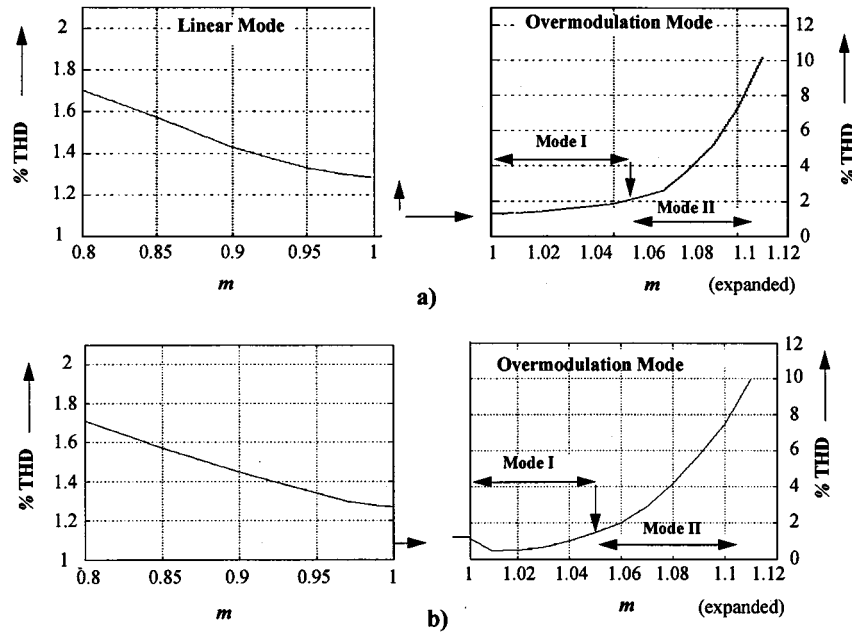 Linear Mode
% THD
2
1.8
1.6
1.4
1.2
1
0.8 0.85 0.9 0.95 1
m
Overmodulation Mode
Mode I
Mode II
12
10
8
6
4
2
0
% THD
1 1.02 1.04 1.06 1.08 1.1 1.12
m (expanded)
a)
% THD
2
1.8
1.6
1.4
1.2
1
0.8 0.85 0.9 0.95 1
m
Overmodulation Mode
Mode I
Mode II
12
10
8
6
4
2
0
% THD
1 1.02 1.04 1.06 1.08 1.1 1.12
m (expanded)
b)